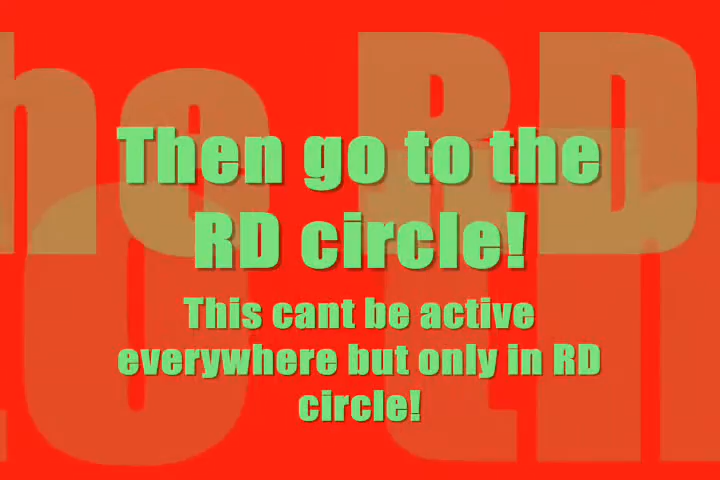 Then go to the
RD circle!
This cant be active
everywhere but only in RD
circle!